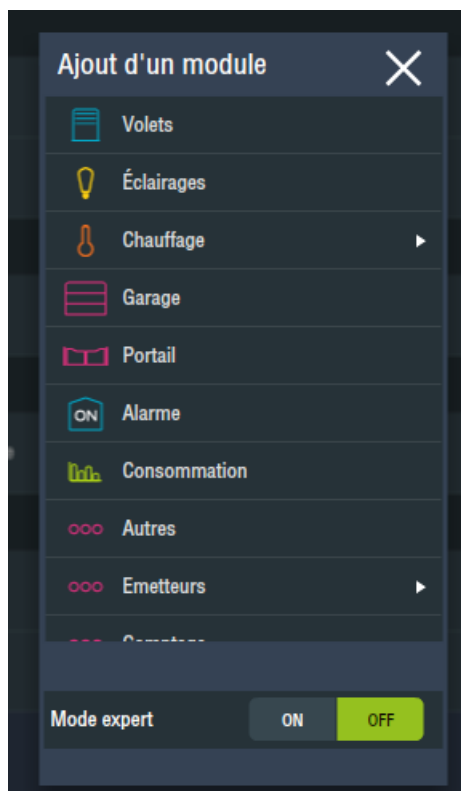 Ajout d'un module
Volets
Éclairages
Chauffage
Garage
Portail
ON Alarme
Consommation
Autres
Emetteurs
Mode expert ON OFF